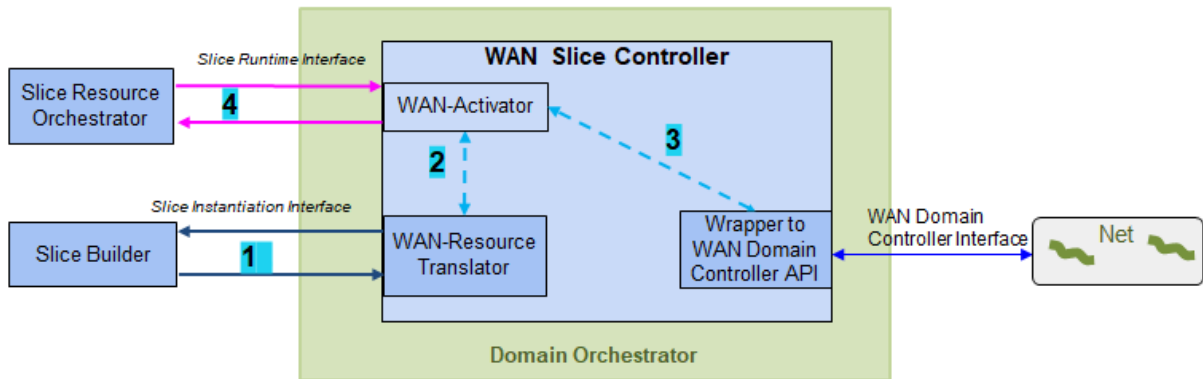 WAN Slice Controller
Slice Runtime Interface
Slice Resource
Orchestrator
4
WAN-Activator
2
3
Slice Instantiation Interface
Slice Builder
1
WAN-Resource
Translator
Wrapper to
WAN Domain
Controller API
WAN Domain
Controller Interface
Net
Domain Orchestrator